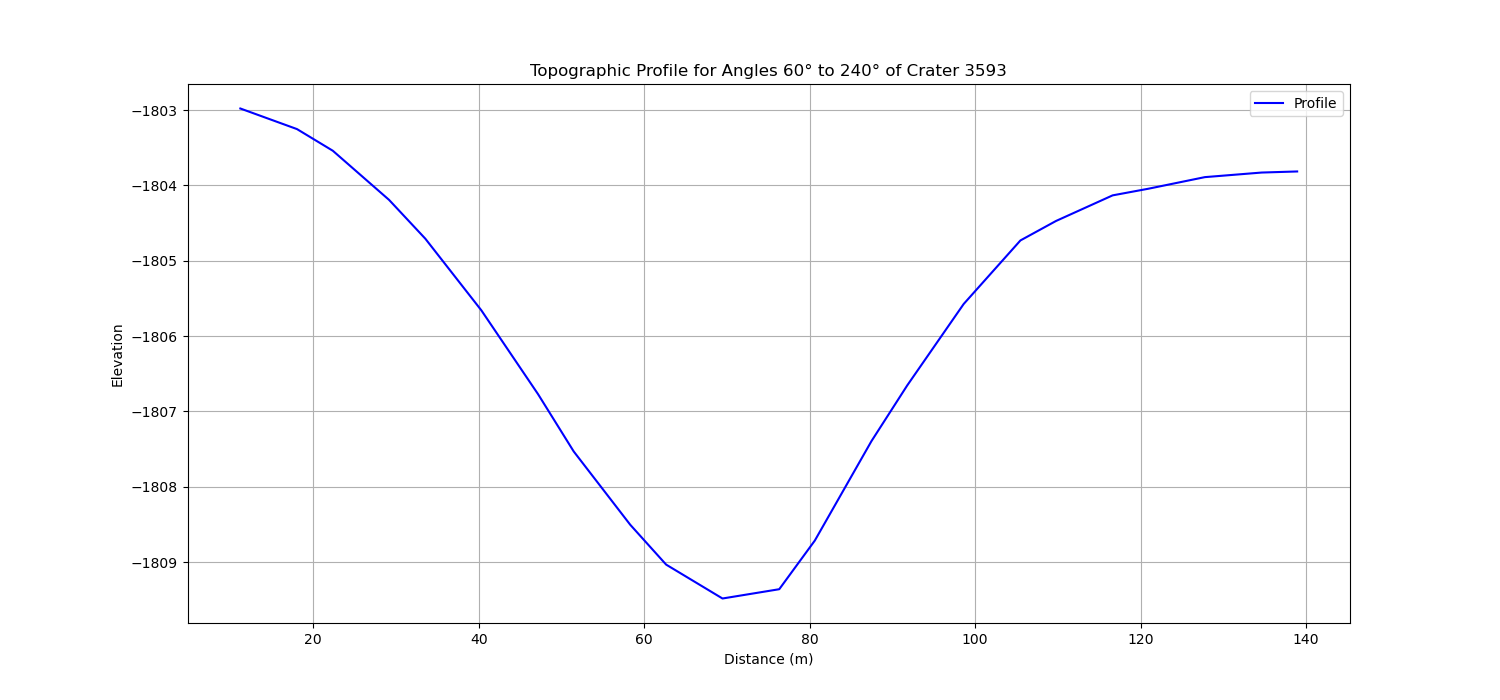 Topographic Profile for Angles 60° to 240° of Crater 3593
Profile
−1803
−1804
−1805
−1806
−1807
−1808
−1809
Elevation
20 40 60 80 100 120 140
Distance (m)